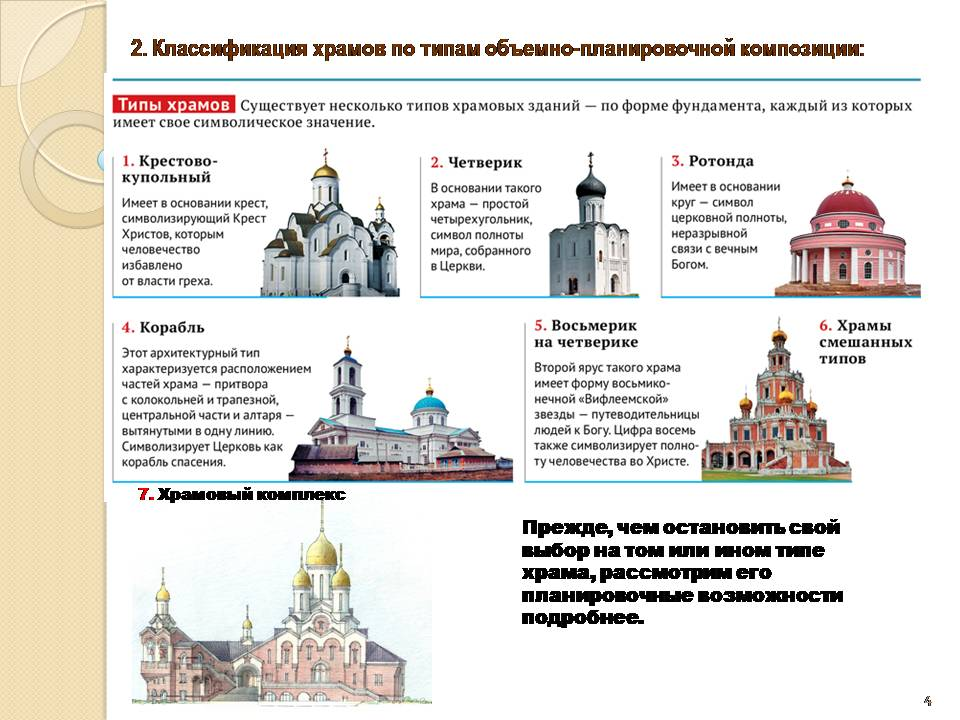 2. Классификация храмов по типам объемно-планировочной композиции:
Типы храмов Существует несколько типов храмовых зданий — по форме фундамента, каждый из которых
имеет свое символическое значение.
1. Крестово-
купольный
Имеет в основании крест,
символизирующий Крест
Христов, которым
человечество
избавлено
от власти греха.
2. Четверик
В основании такого
храма — простой
четырехугольник,
символ полноты
мира, собранного
в Церкви.
3. Ротонда
Имеет в основании
круг — символ
церковной полноты,
неразрывной
связи с вечным
Богом.
4. Корабль
Этот архитектурный тип
характеризуется расположением
частей храма — притвора
с колокольней и трапезной,
центральной части и алтаря —
вытянутыми в одну линию.
Символизирует Церковь как
корабль спасения.
5. Восьмерик
на четверике
Второй ярус такого храма
имеет форму восьмико-
нечной «Вифлеемской»
звезды — путеводительницы
людей к Богу. Цифра восемь
также символизирует полно-
ту человечества во Христе.
6. Храмы
смешанных
типов
7. Храмовый комплекс
Прежде, чем остановить свой
выбор на том или ином типе
храма, рассмотрим его
планировочные возможности
подробнее.
4